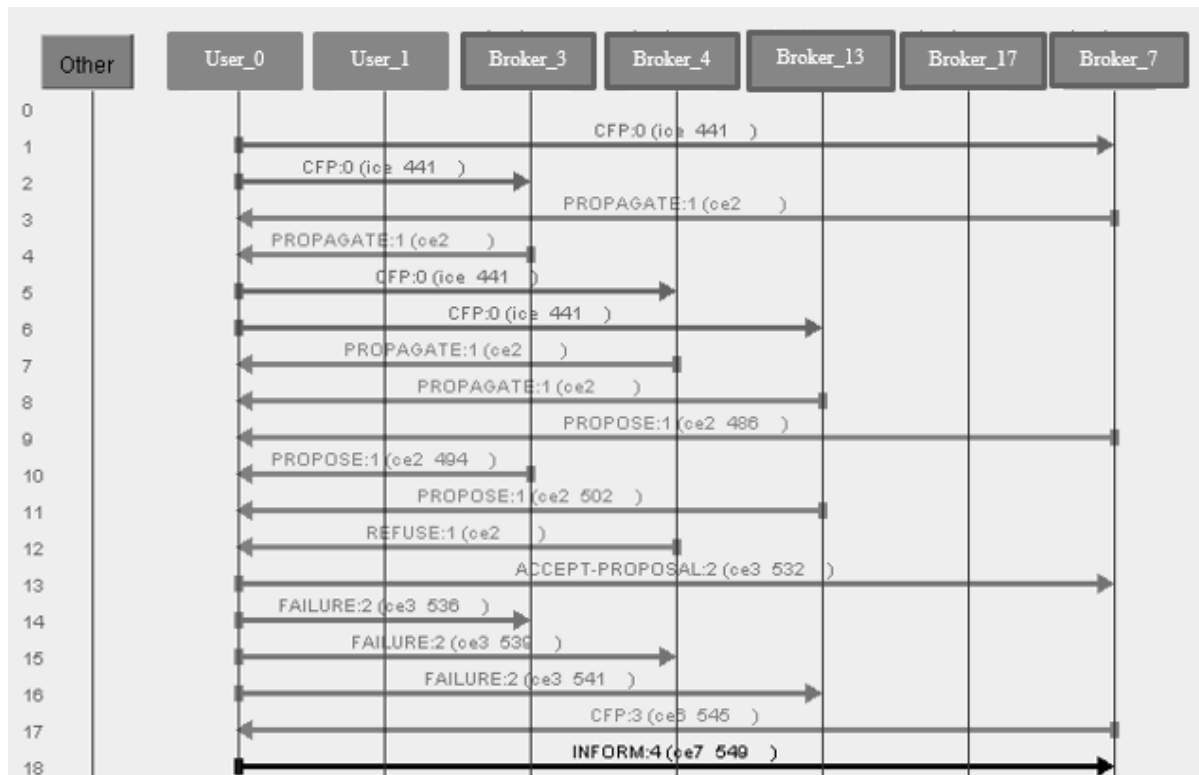 Other User_0 User_1 Broker_3 Broker_4 Broker_13 Broker_17 Broker_7
0
CFP:0 (ice 441 )
1
CFP:0 (ice 441 )
2
PROPAGATE:1 (ce2 )
3
PROPAGATE:1 (ce2 )
4
CFP:0 (ice 441 )
5
CFP:0 (ice 441 )
6
PROPAGATE:1 (ce2 )
7
PROPAGATE:1 (ce2 )
8
PROPOSE:1 (ce2 486 )
9
PROPOSE:1 (ce2 494 )
10
PROPOSE:1 (ce2 502 )
11
REFUSE:1 (ce2 )
12
ACCEPT-PROPOSAL:2 (ce3 532 )
13
FAILURE:2 (ce3 536 )
14
FAILURE:2 (ce3 539 )
15
FAILURE:2 (ce3 541 )
16
CFP:3 (ce6 545 )
17
INFORM:4 (ce7 549 )
18